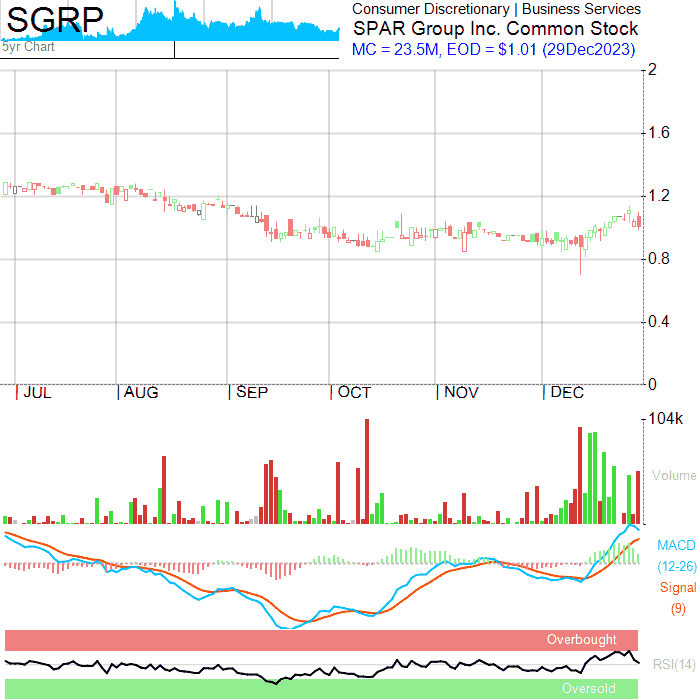 SGRP
5yr Chart
Consumer Discretionary | Business Services
SPAR Group Inc. Common Stock
MC = 23.5M, EOD = $1.01 (29Dec2023)
2
1.6
1.2
0.8
0.4
0
JUL AUG SEP OCT NOV DEC
104k
Volume
MACD
(12-26)
Signal
(9)
Overbought
RSI(14)
Oversold